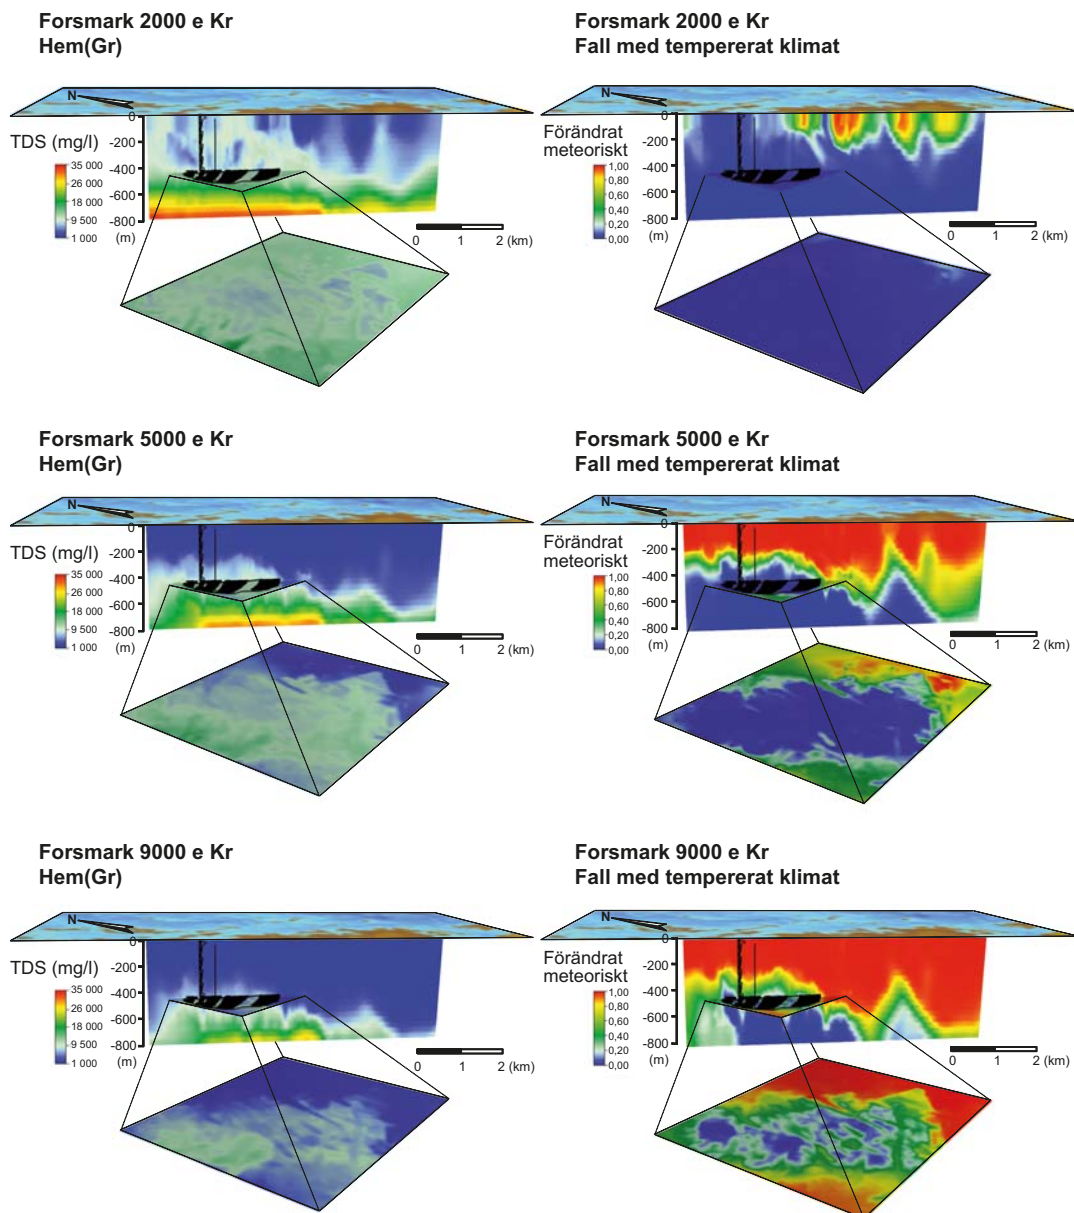 Forsmark 2000 e Kr
Hem(Gr)
N
TDS (mg/l)
35 000
26 000
18 000
9 500
1 000
0
-200
-400
-600
-800
(m)
0 1 2 (km)
Forsmark 2000 e Kr
Fall med tempererat klimat
N
Förändrat
meteoriskt
1,00
0,80
0,60
0,40
0,20
0,00
0
-200
-400
-600
-800
(m)
0 1 2 (km)
Forsmark 5000 e Kr
Hem(Gr)
N
TDS (mg/l)
35 000
26 000
18 000
9 500
1 000
0
-200
-400
-600
-800
(m)
0 1 2 (km)
Forsmark 5000 e Kr
Fall med tempererat klimat
N
Förändrat
meteoriskt
1,00
0,80
0,60
0,40
0,20
0,00
0
-200
-400
-600
-800
(m)
0 1 2 (km)
Forsmark 9000 e Kr
Hem(Gr)
N
TDS (mg/l)
35 000
26 000
18 000
9 500
1 000
0
-200
-400
-600
-800
(m)
0 1 2 (km)
Forsmark 9000 e Kr
Fall med tempererat klimat
N
Förändrat
meteoriskt
1,00
0,80
0,60
0,40
0,20
0,00
0
-200
-400
-600
-800
(m)
0 1 2 (km)